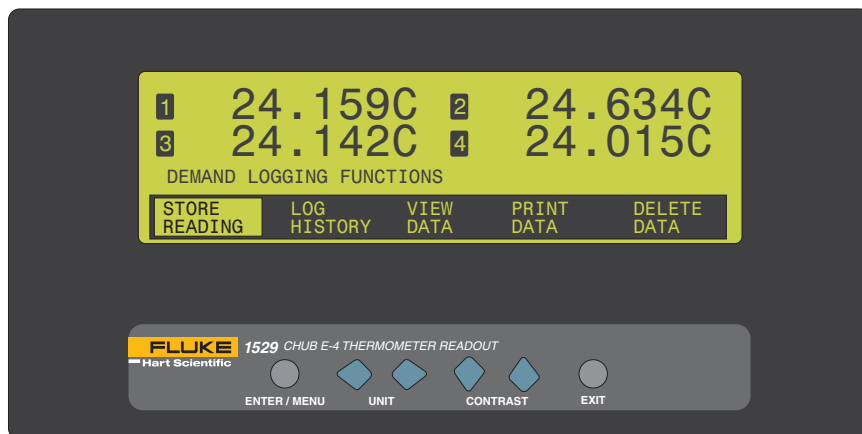 1 24.159C 2 24.634C
3 24.142C 4 24.015C
DEMAND LOGGING FUNCTIONS
STORE READING LOG HISTORY VIEW DATA PRINT DATA DELETE DATA
FLUKE 1529 CHUB E-4 THERMOMETER READOUT
Hart Scientific
ENTER / MENU UNIT CONTRAST EXIT